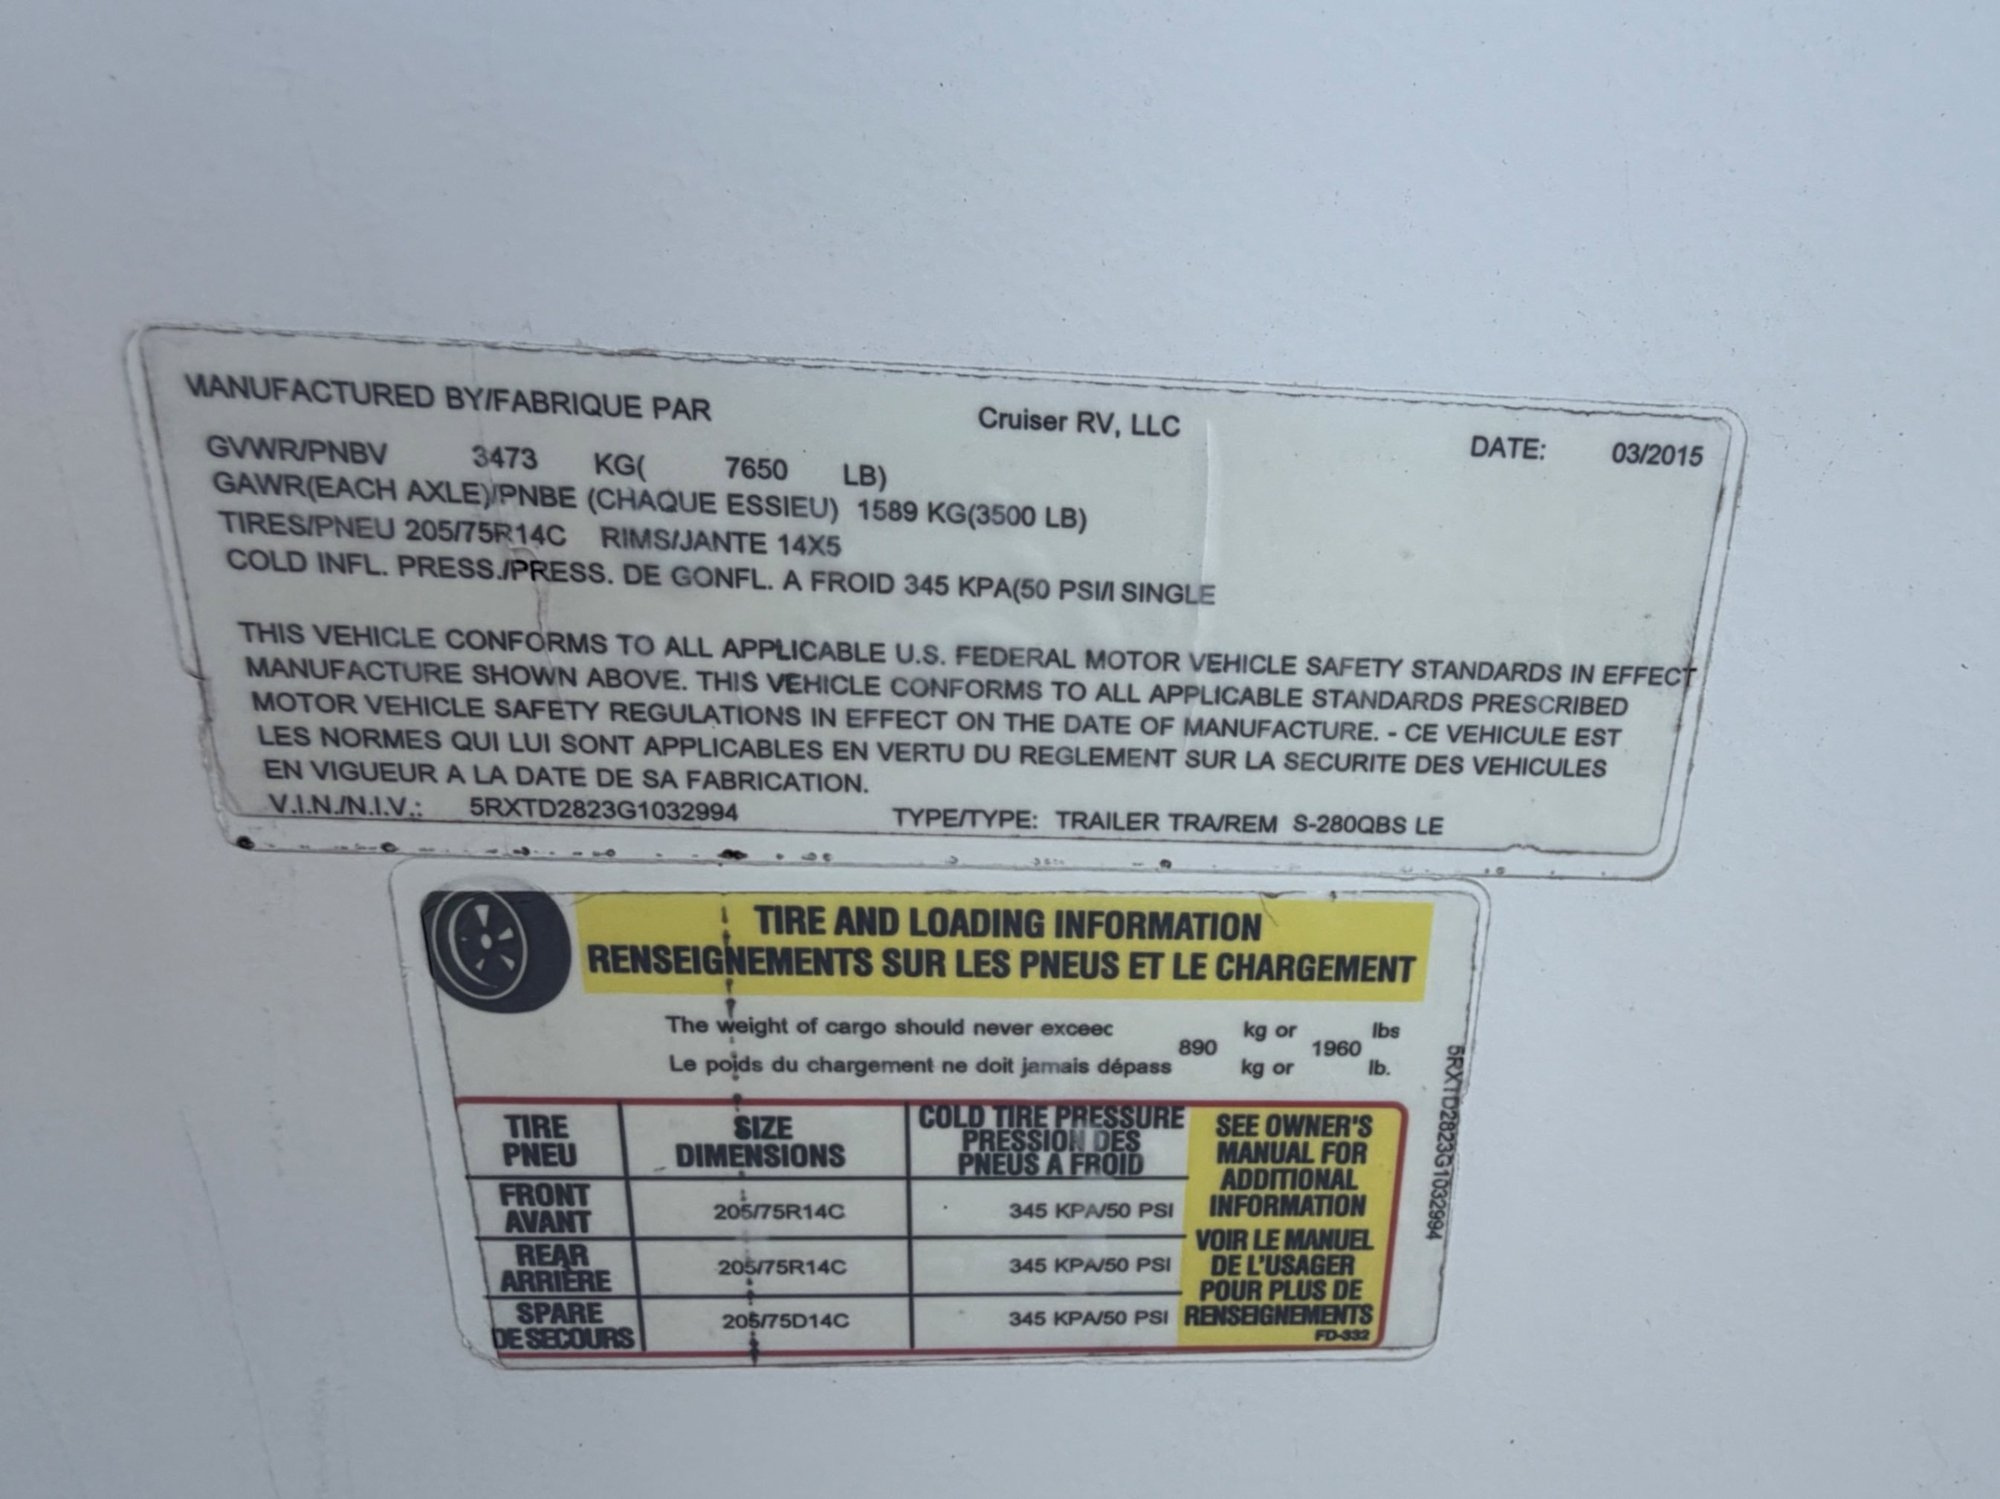 MANUFACTURED BY/FABRIQUE PAR Cruiser RV, LLC DATE: 03/2015
GVWR/PNBV 3473 KG( 7650 LB)
GAWR(EACH AXLE)/PNBE (CHAQUE ESSIEU) 1589 KG(3500 LB)
TIRES/PNEU 205/75R14C RIMS/JANTE 14X5
COLD INFL. PRESS./PRESS. DE GONFL. A FROID 345 KPA(50 PSI/I SINGLE
THIS VEHICLE CONFORMS TO ALL APPLICABLE U.S. FEDERAL MOTOR VEHICLE SAFETY STANDARDS IN EFFECT
MANUFACTURE SHOWN ABOVE. THIS VEHICLE CONFORMS TO ALL APPLICABLE STANDARDS PRESCRIBED
MOTOR VEHICLE SAFETY REGULATIONS IN EFFECT ON THE DATE OF MANUFACTURE. - CE VEHICULE EST
LES NORMES QUI LUI SONT APPLICABLES EN VERTU DU REGLEMENT SUR LA SECURITE DES VEHICULES
EN VIGUEUR A LA DATE DE SA FABRICATION.
V.I.N./N.I.V.: 5RXTD2823G1032994 TYPE/TYPE: TRAILER TRA/REM S-280QBS LE
TIRE AND LOADING INFORMATION
RENSEIGNEMENTS SUR LES PNEUS ET LE CHARGEMENT
The weight of cargo should never exceec kg or lbs
890 1960
Le poids du chargement ne doit jamais dépass kg or lb.
TIRE
PNEU
SIZE
DIMENSIONS
COLD TIRE PRESSURE
PRESSION DES
PNEUS A FROID
FRONT
AVANT
205/75R14C
345 KPA/50 PSI
REAR
ARRIÈRE
205/75R14C
345 KPA/50 PSI
SPARE
DE SECOURS
205/75D14C
345 KPA/50 PSI
SEE OWNER'S
MANUAL FOR
ADDITIONAL
INFORMATION
VOIR LE MANUEL
DE L'USAGER
POUR PLUS DE
RENSEIGNEMENTS
FD-332
5RXTD2823G1032994